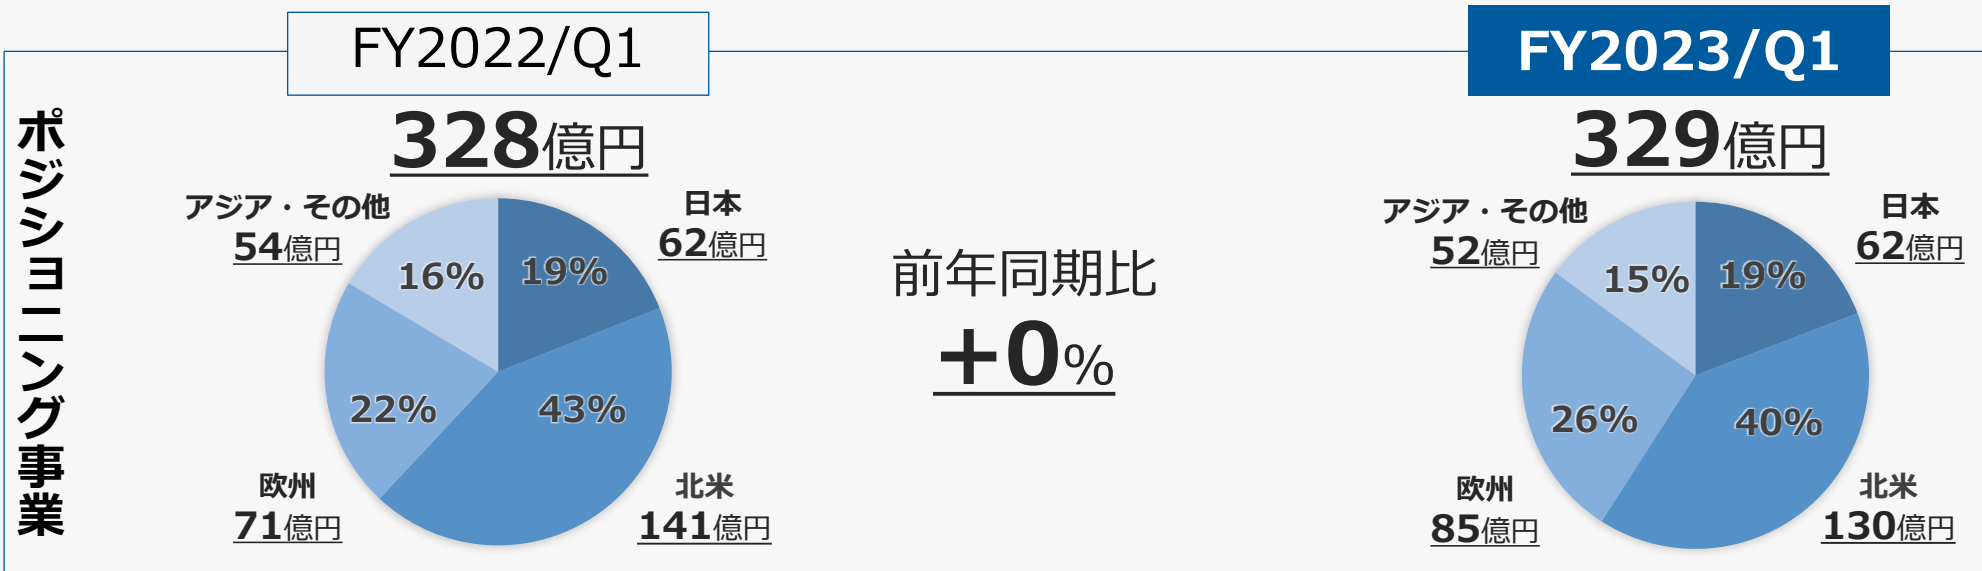 FY2022/Q1
FY2023/Q1
ポジショニング事業
328億円
アジア・その他
54億円
日本
62億円
16%
19%
22%
43%
欧州
71億円
北米
141億円
前年同期比
+0%
329億円
アジア・その他
52億円
日本
62億円
15%
19%
26%
40%
欧州
85億円
北米
130億円